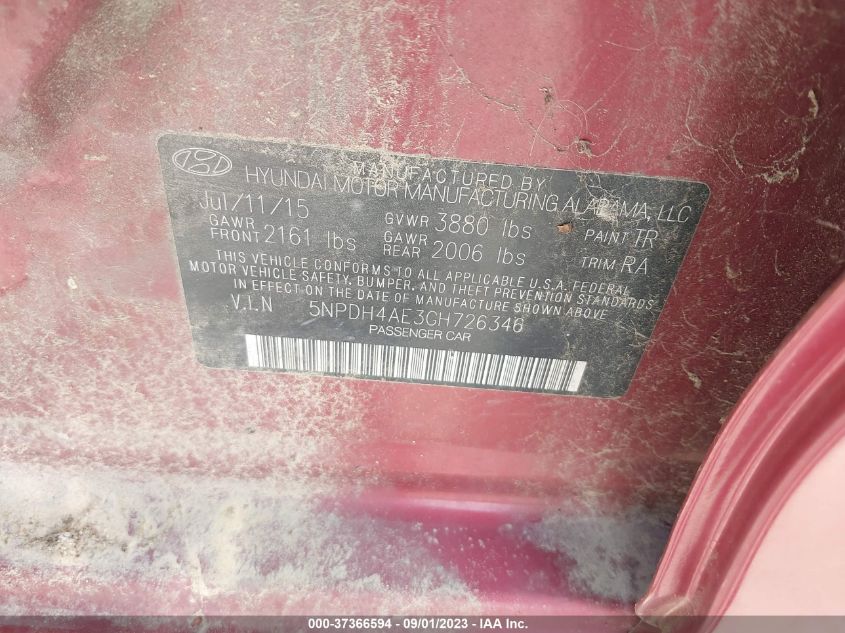 MANUFACTURED BY
HYUNDAI MOTOR MANUFACTURING ALABAMA, LLC
Jul/11/15 GVWR 3880 lbs PAINT TR
GAWR FRONT 2161 lbs GAWR REAR 2006 lbs TRIM RA
THIS VEHICLE CONFORMS TO ALL APPLICABLE U.S.A. FEDERAL
MOTOR VEHICLE SAFETY, BUMPER, AND THEFT PREVENTION STANDARDS
IN EFFECT ON THE DATE OF MANUFACTURE SHOWN ABOVE.
V.I.N 5NPDH4AE3GH726346
PASSENGER CAR
000-37366594 - 09/01/2023 - IAA Inc.